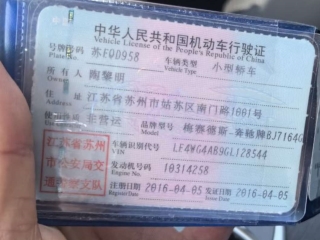 中华人民共和国机动车行驶证
Vehicle License of the People's Republic of China
号牌号码 苏FQ0958 车辆类型 小型轿车
Plate No. Vehicle Type
所有人 陶黎明
Owner
住址 江苏省苏州市姑苏区南门路1001号
Address
使用性质 非营运 品牌型号 梅赛德斯-奔驰牌BJ7164G
Model
江苏省苏州
市公安局交
通警察支队
车辆识别代号 LE4WG4AB9GL128544
VIN
发动机号码 10314258
Engine No.
注册日期 2016-04-05 发证日期 2016-04-05
Register Date Issue Date